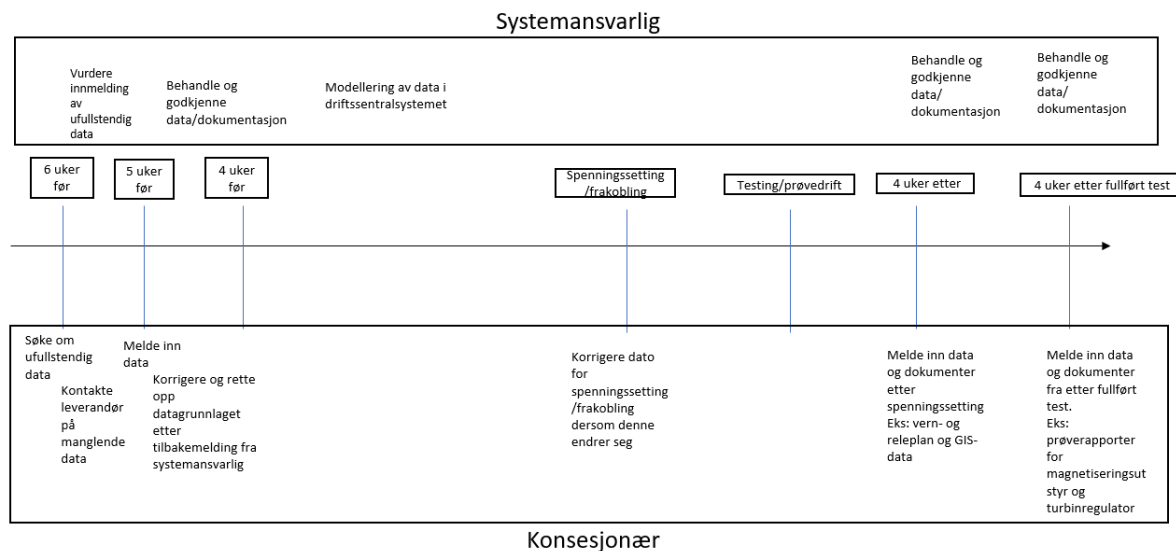 Systemansvarlig
Vurdere
innmelding
av
ufullstendig
data
Behandle og
godkjenne
data/dokumentasjon
Modellering av data i
driftssentralsystemet
Behandle og
godkjenne
data/
dokumentasjon
Behandle og
godkjenne
data/
dokumentasjon
6 uker
før
5 uker
før
4 uker
før
Spenningssetting
/frakobling
Testing/prøvedrift
4 uker etter
4 uker etter fullført test
Søke om
ufullstendig
data
Kontakte
leverandør
på
manglende
data
Melde inn
data
Korrigere og rette
opp
datagrunnlaget
etter
tilbakemelding fra
systemansvarlig
Korrigere dato
for
spenningssetting
/frakobling
dersom denne
endrer seg
Melde inn data
og dokumenter
etter
spenningssetting
Eks: vern- og
releplan og GIS-
data
Melde inn data
og dokumenter
fra etter fullført
test.
Eks:
prøverapporter
for
magnetiseringsut
styr og
turbinregulator
Konsesjonær